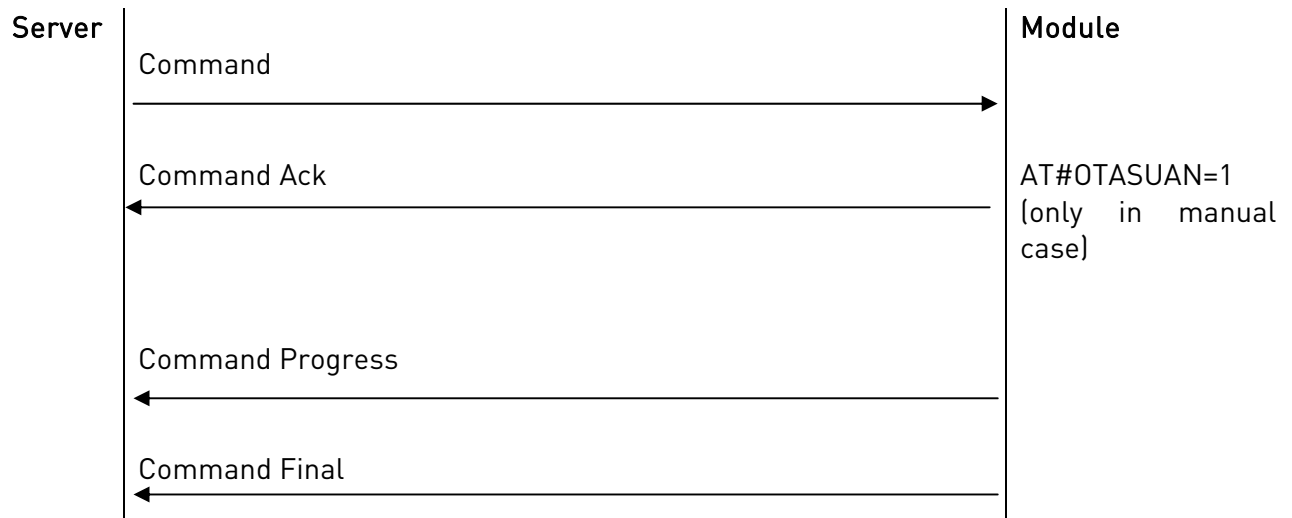 Server
Module
Command
Command Ack
AT#OTASUAN=1
(only in manual
case)
Command Progress
Command Final